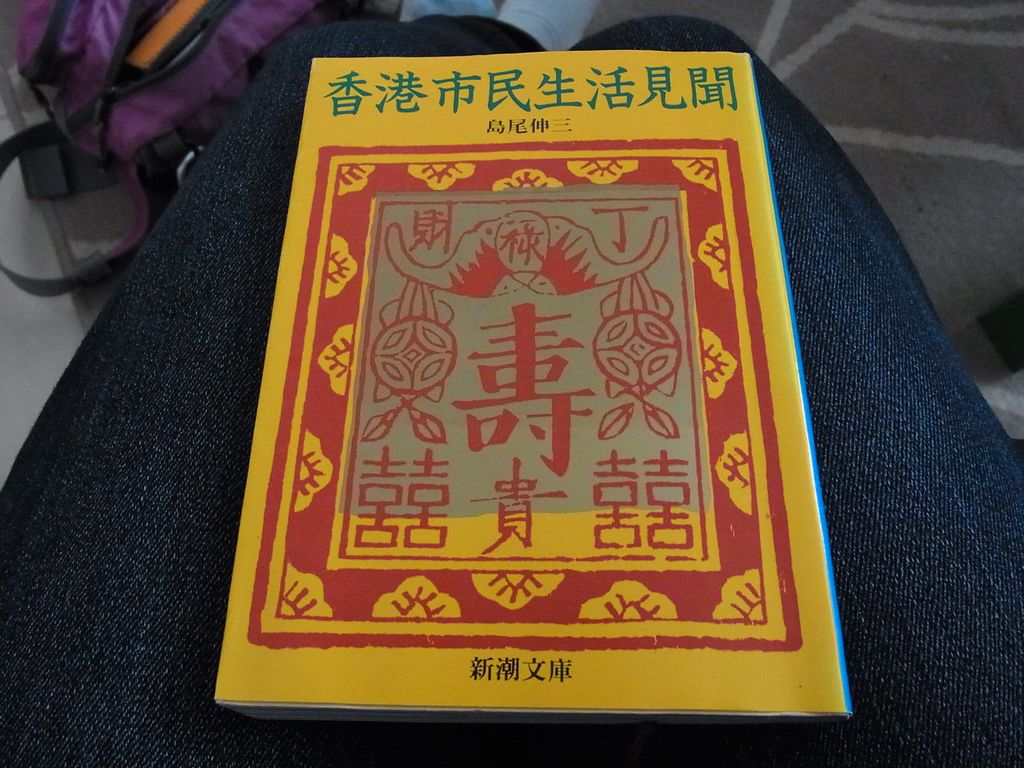 香港市民生活見聞
島尾伸三
財 祿 丁
壽
囍 貴 囍
新潮文庫